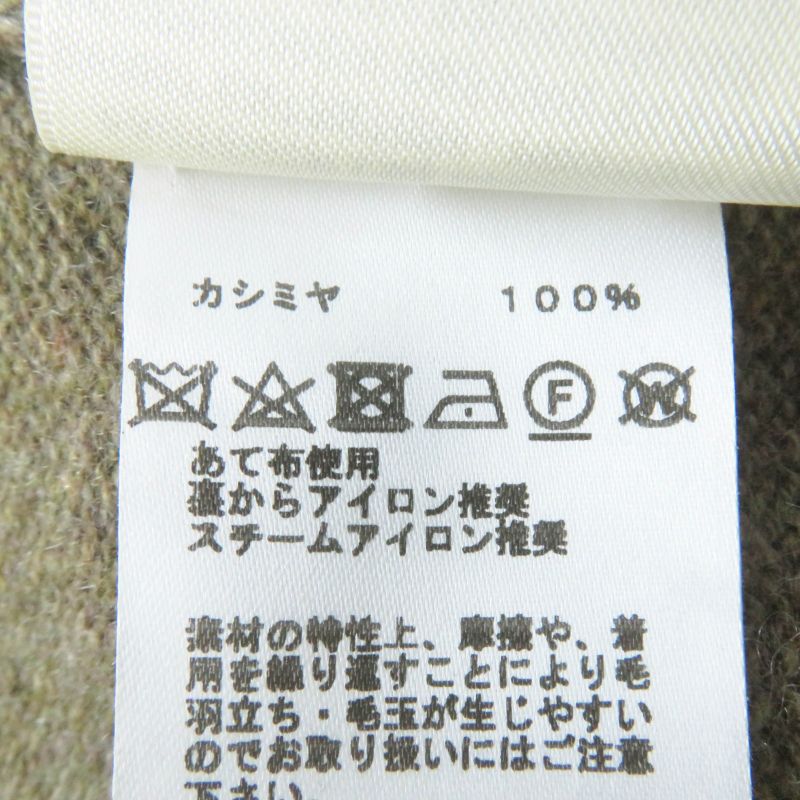 カシミヤ 100%
F W
あて布使用
裏からアイロン推奨
スチームアイロン推奨
素材の特性上、摩擦や、着
用を繰り返すことにより毛
羽立ち・毛玉が生じやすい
のでお取り扱いにはご注意
下さい。